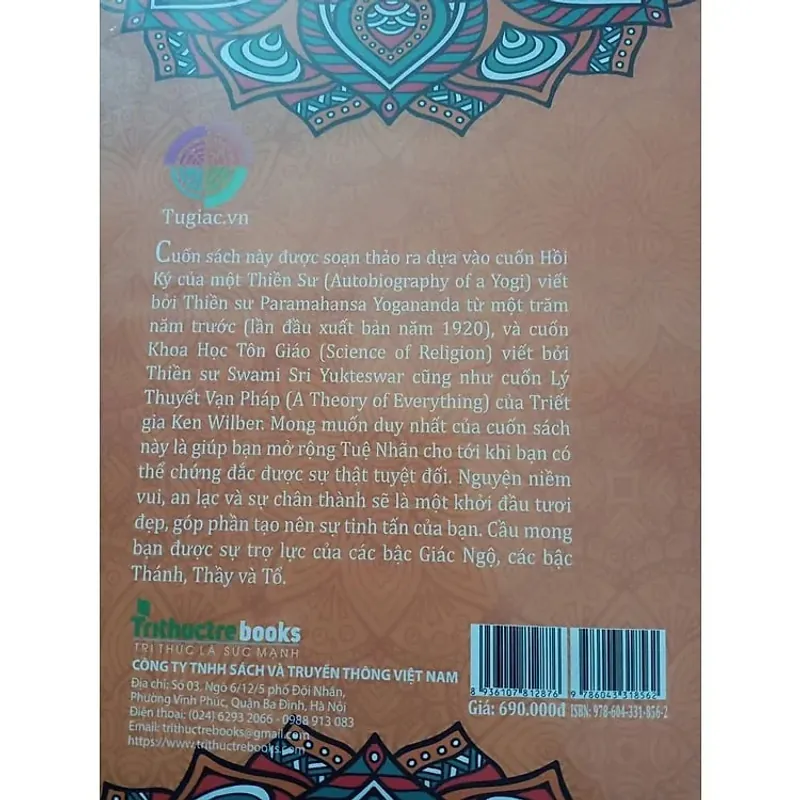 Tugiac.vn
Cuốn sách này được soạn thảo ra dựa vào cuốn Hồi
Ký của một Thiền Sư (Autobiography of a Yogi) viết
bởi Thiền sư Paramahansa Yogananda từ một trăm
năm trước (lần đầu xuất bản năm 1920), và cuốn
Khoa Học Tôn Giáo (Science of Religion) viết bởi
Thiền sư Swami Sri Yukteswar cũng như cuốn Lý
Thuyết Vạn Pháp (A Theory of Everything) của Triết
gia Ken Wilber. Mong muốn duy nhất của cuốn sách
này là giúp bạn mở rộng Tuệ Nhãn cho tới khi bạn có
thể chứng đắc được sự thật tuyệt đối. Nguyện niềm
vui, an lạc và sự chân thành sẽ là một khởi đầu tươi
đẹp, góp phần tạo nên sự tinh tấn của bạn. Cầu mong
bạn được sự trợ lực của các bậc Giác Ngộ, các bậc
Thánh, Thầy và Tổ.
Trithuctrebooks
TRI THỨC LÀ SỨC MẠNH
CÔNG TY TNHH SÁCH VÀ TRUYỀN THÔNG VIỆT NAM
Địa chỉ: Số 03, Ngõ 6/12/5 phố Đội Nhân,
Phường Vĩnh Phúc, Quận Ba Đình, Hà Nội
Điện thoại: (024) 6293 2066 - 0988 913 083
Email: trithuctrebooks@gmail.com
https://www.trithuctrebooks.com
8 936107 812876
9 786043 318562
Giá: 690.000đ
ISBN: 978-604-331-856-2